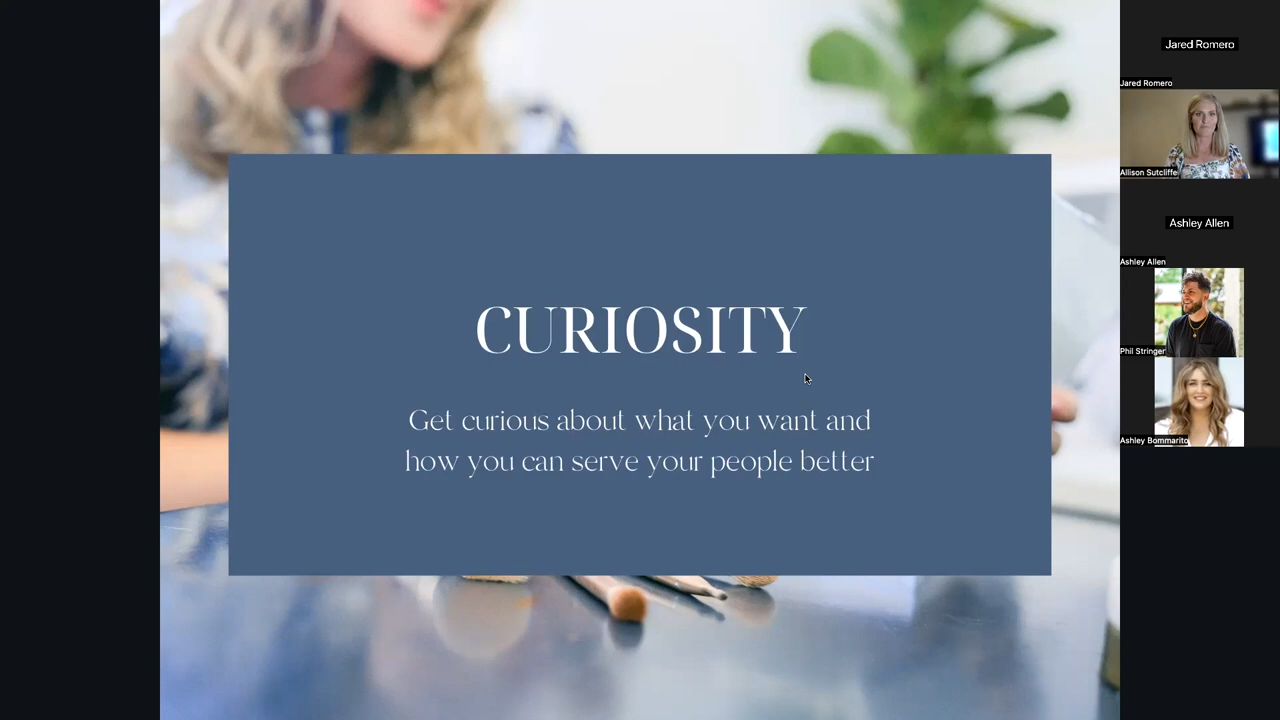 CURIOSITY
Get curious about what you want and
how you can serve your people better
Jared Romero
Jared Romero
Allison Sutcliffe
Ashley Allen
Ashley Allen
Phil Stringer
Ashley Bommarito